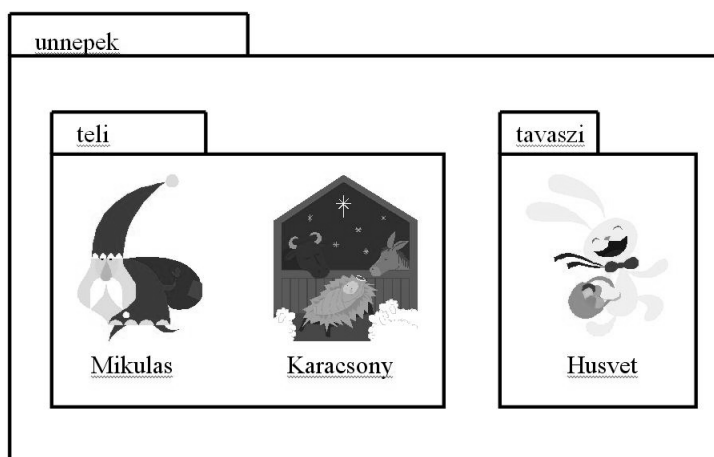 unnepek
teli
tavaszi
Mikulas
Karacsony
Husvet